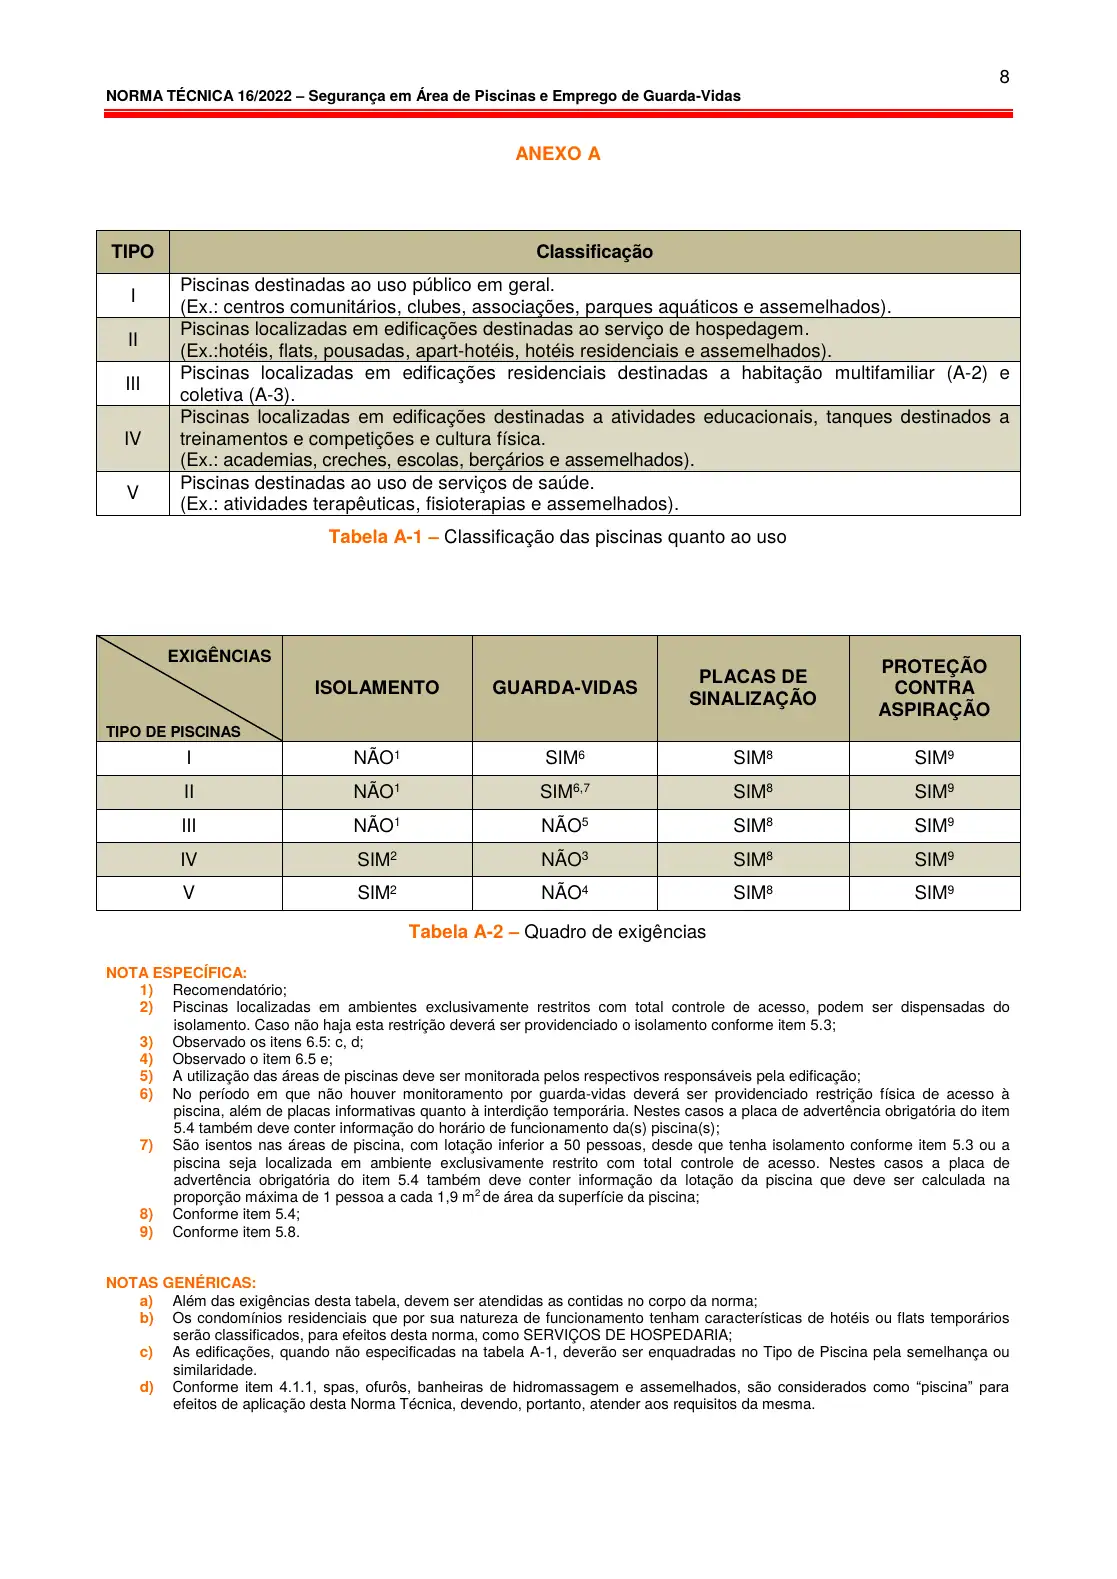 8
NORMA TÉCNICA 16/2022 – Segurança em Área de Piscinas e Emprego de Guarda-Vidas
ANEXO A
TIPO
Classificação
I
Piscinas destinadas ao uso público em geral.
(Ex.: centros comunitários, clubes, associações, parques aquáticos e assemelhados).
II
Piscinas localizadas em edificações destinadas ao serviço de hospedagem.
(Ex.:hotéis, flats, pousadas, apart-hotéis, hotéis residenciais e assemelhados).
III
Piscinas localizadas em edificações residenciais destinadas a habitação multifamiliar (A-2) e
coletiva (A-3).
IV
Piscinas localizadas em edificações destinadas a atividades educacionais, tanques destinados a
treinamentos e competições e cultura física.
(Ex.: academias, creches, escolas, berçários e assemelhados).
V
Piscinas destinadas ao uso de serviços de saúde.
(Ex.: atividades terapêuticas, fisioterapias e assemelhados).
Tabela A-1 – Classificação das piscinas quanto ao uso
EXIGÊNCIAS
TIPO DE PISCINAS
ISOLAMENTO
GUARDA-VIDAS
PLACAS DE
SINALIZAÇÃO
PROTEÇÃO
CONTRA
ASPIRAÇÃO
I NÃO¹ SIM⁶ SIM⁸ SIM⁹
II NÃO¹ SIM⁶,⁷ SIM⁸ SIM⁹
III NÃO¹ NÃO⁵ SIM⁸ SIM⁹
IV SIM² NÃO³ SIM⁸ SIM⁹
V SIM² NÃO⁴ SIM⁸ SIM⁹
Tabela A-2 – Quadro de exigências
NOTA ESPECÍFICA:
1) Recomendatório;
2) Piscinas localizadas em ambientes exclusivamente restritos com total controle de acesso, podem ser dispensadas do
isolamento. Caso não haja esta restrição deverá ser providenciado o isolamento conforme item 5.3;
3) Observado os itens 6.5: c, d;
4) Observado o item 6.5 e;
5) A utilização das áreas de piscinas deve ser monitorada pelos respectivos responsáveis pela edificação;
6) No período em que não houver monitoramento por guarda-vidas deverá ser providenciado restrição física de acesso à
piscina, além de placas informativas quanto à interdição temporária. Nestes casos a placa de advertência obrigatória do item
5.4 também deve conter informação do horário de funcionamento da(s) piscina(s);
7) São isentos nas áreas de piscina, com lotação inferior a 50 pessoas, desde que tenha isolamento conforme item 5.3 ou a
piscina seja localizada em ambiente exclusivamente restrito com total controle de acesso. Nestes casos a placa de
advertência obrigatória do item 5.4 também deve conter informação da lotação da piscina que deve ser calculada na
proporção máxima de 1 pessoa a cada 1,9 m² de área da superfície da piscina;
8) Conforme item 5.4;
9) Conforme item 5.8.
NOTAS GENÉRICAS:
a) Além das exigências desta tabela, devem ser atendidas as contidas no corpo da norma;
b) Os condomínios residenciais que por sua natureza de funcionamento tenham características de hotéis ou flats temporários
serão classificados, para efeitos desta norma, como SERVIÇOS DE HOSPEDARIA;
c) As edificações, quando não especificadas na tabela A-1, deverão ser enquadradas no Tipo de Piscina pela semelhança ou
similaridade.
d) Conforme item 4.1.1, spas, ofurôs, banheiras de hidromassagem e assemelhados, são considerados como “piscina” para
efeitos de aplicação desta Norma Técnica, devendo, portanto, atender aos requisitos da mesma.